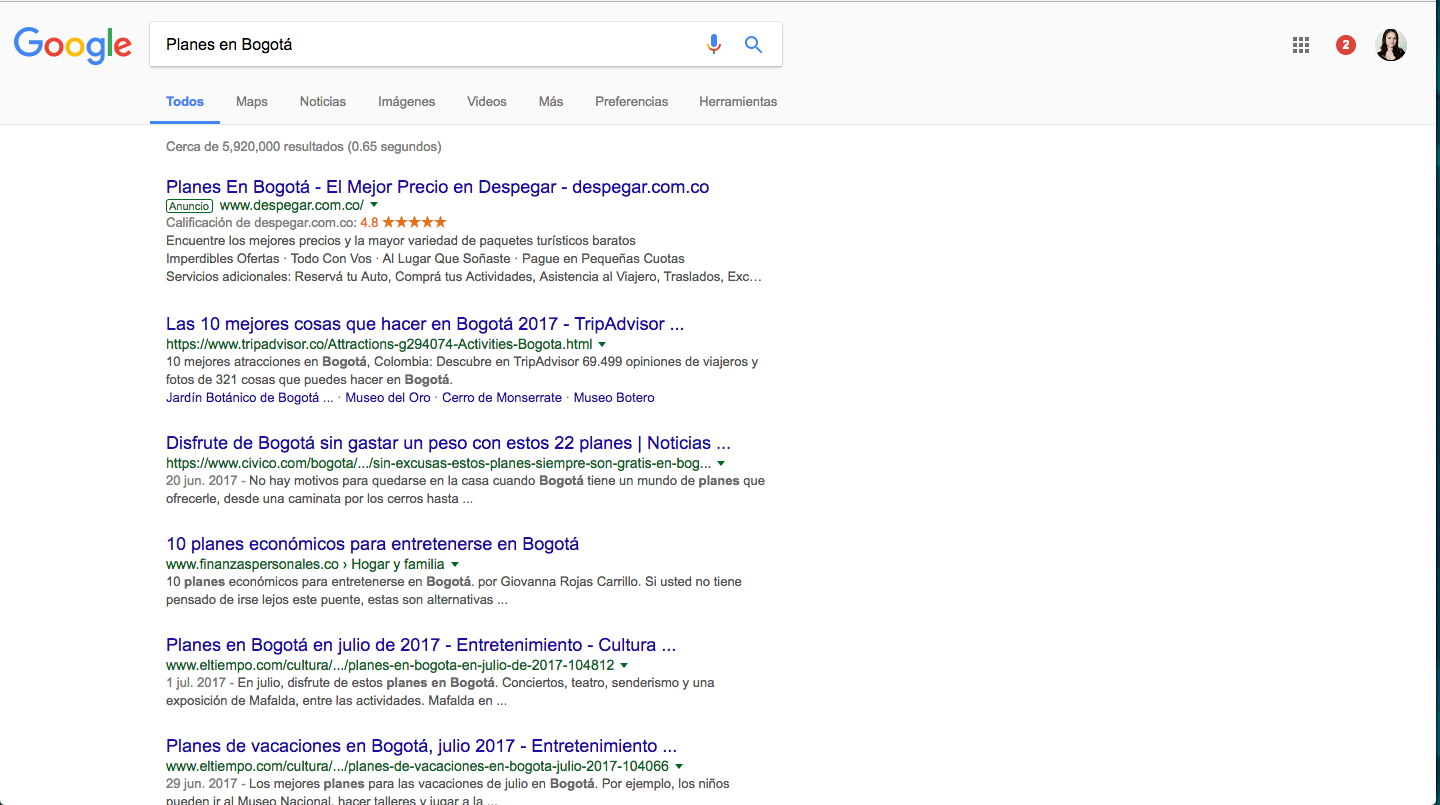 Google
Planes en Bogotá
2
Todos Maps Noticias Imágenes Videos Más Preferencias Herramientas
Cerca de 5,920,000 resultados (0.65 segundos)
Planes En Bogotá - El Mejor Precio en Despegar - despegar.com.co
Anuncio www.despegar.com.co/
Calificación de despegar.com.co: 4.8 ★★★★★
Encuentre los mejores precios y la mayor variedad de paquetes turísticos baratos
Imperdibles Ofertas · Todo Con Vos · Al Lugar Que Soñaste · Pague en Pequeñas Cuotas
Servicios adicionales: Reservá tu Auto, Comprá tus Actividades, Asistencia al Viajero, Traslados, Exc...
Las 10 mejores cosas que hacer en Bogotá 2017 - TripAdvisor ...
https://www.tripadvisor.co/Attractions-g294074-Activities-Bogota.html
10 mejores atracciones en Bogotá, Colombia: Descubre en TripAdvisor 69.499 opiniones de viajeros y
fotos de 321 cosas que puedes hacer en Bogotá.
Jardín Botánico de Bogotá ... · Museo del Oro · Cerro de Monserrate · Museo Botero
Disfrute de Bogotá sin gastar un peso con estos 22 planes | Noticias ...
https://www.civico.com/bogota/.../sin-excusas-estos-planes-siempre-son-gratis-en-bog...
20 jun. 2017 - No hay motivos para quedarse en la casa cuando Bogotá tiene un mundo de planes que
ofrecerle, desde una caminata por los cerros hasta ...
10 planes económicos para entretenerse en Bogotá
www.finanzaspersonales.co › Hogar y familia
10 planes económicos para entretenerse en Bogotá. por Giovanna Rojas Carrillo. Si usted no tiene
pensado de irse lejos este puente, estas son alternativas ...
Planes en Bogotá en julio de 2017 - Entretenimiento - Cultura ...
www.eltiempo.com/cultura/.../planes-en-bogota-en-julio-de-2017-104812
1 jul. 2017 - En julio, disfrute de estos planes en Bogotá. Conciertos, teatro, senderismo y una
exposición de Mafalda, entre las actividades. Mafalda en ...
Planes de vacaciones en Bogotá, julio 2017 - Entretenimiento ...
www.eltiempo.com/cultura/.../planes-de-vacaciones-en-bogota-julio-2017-104066
29 jun. 2017 - Los mejores planes para las vacaciones de julio en Bogotá. Por ejemplo, los niños
pueden ir al Museo Nacional, hacer talleres y jugar a la ...